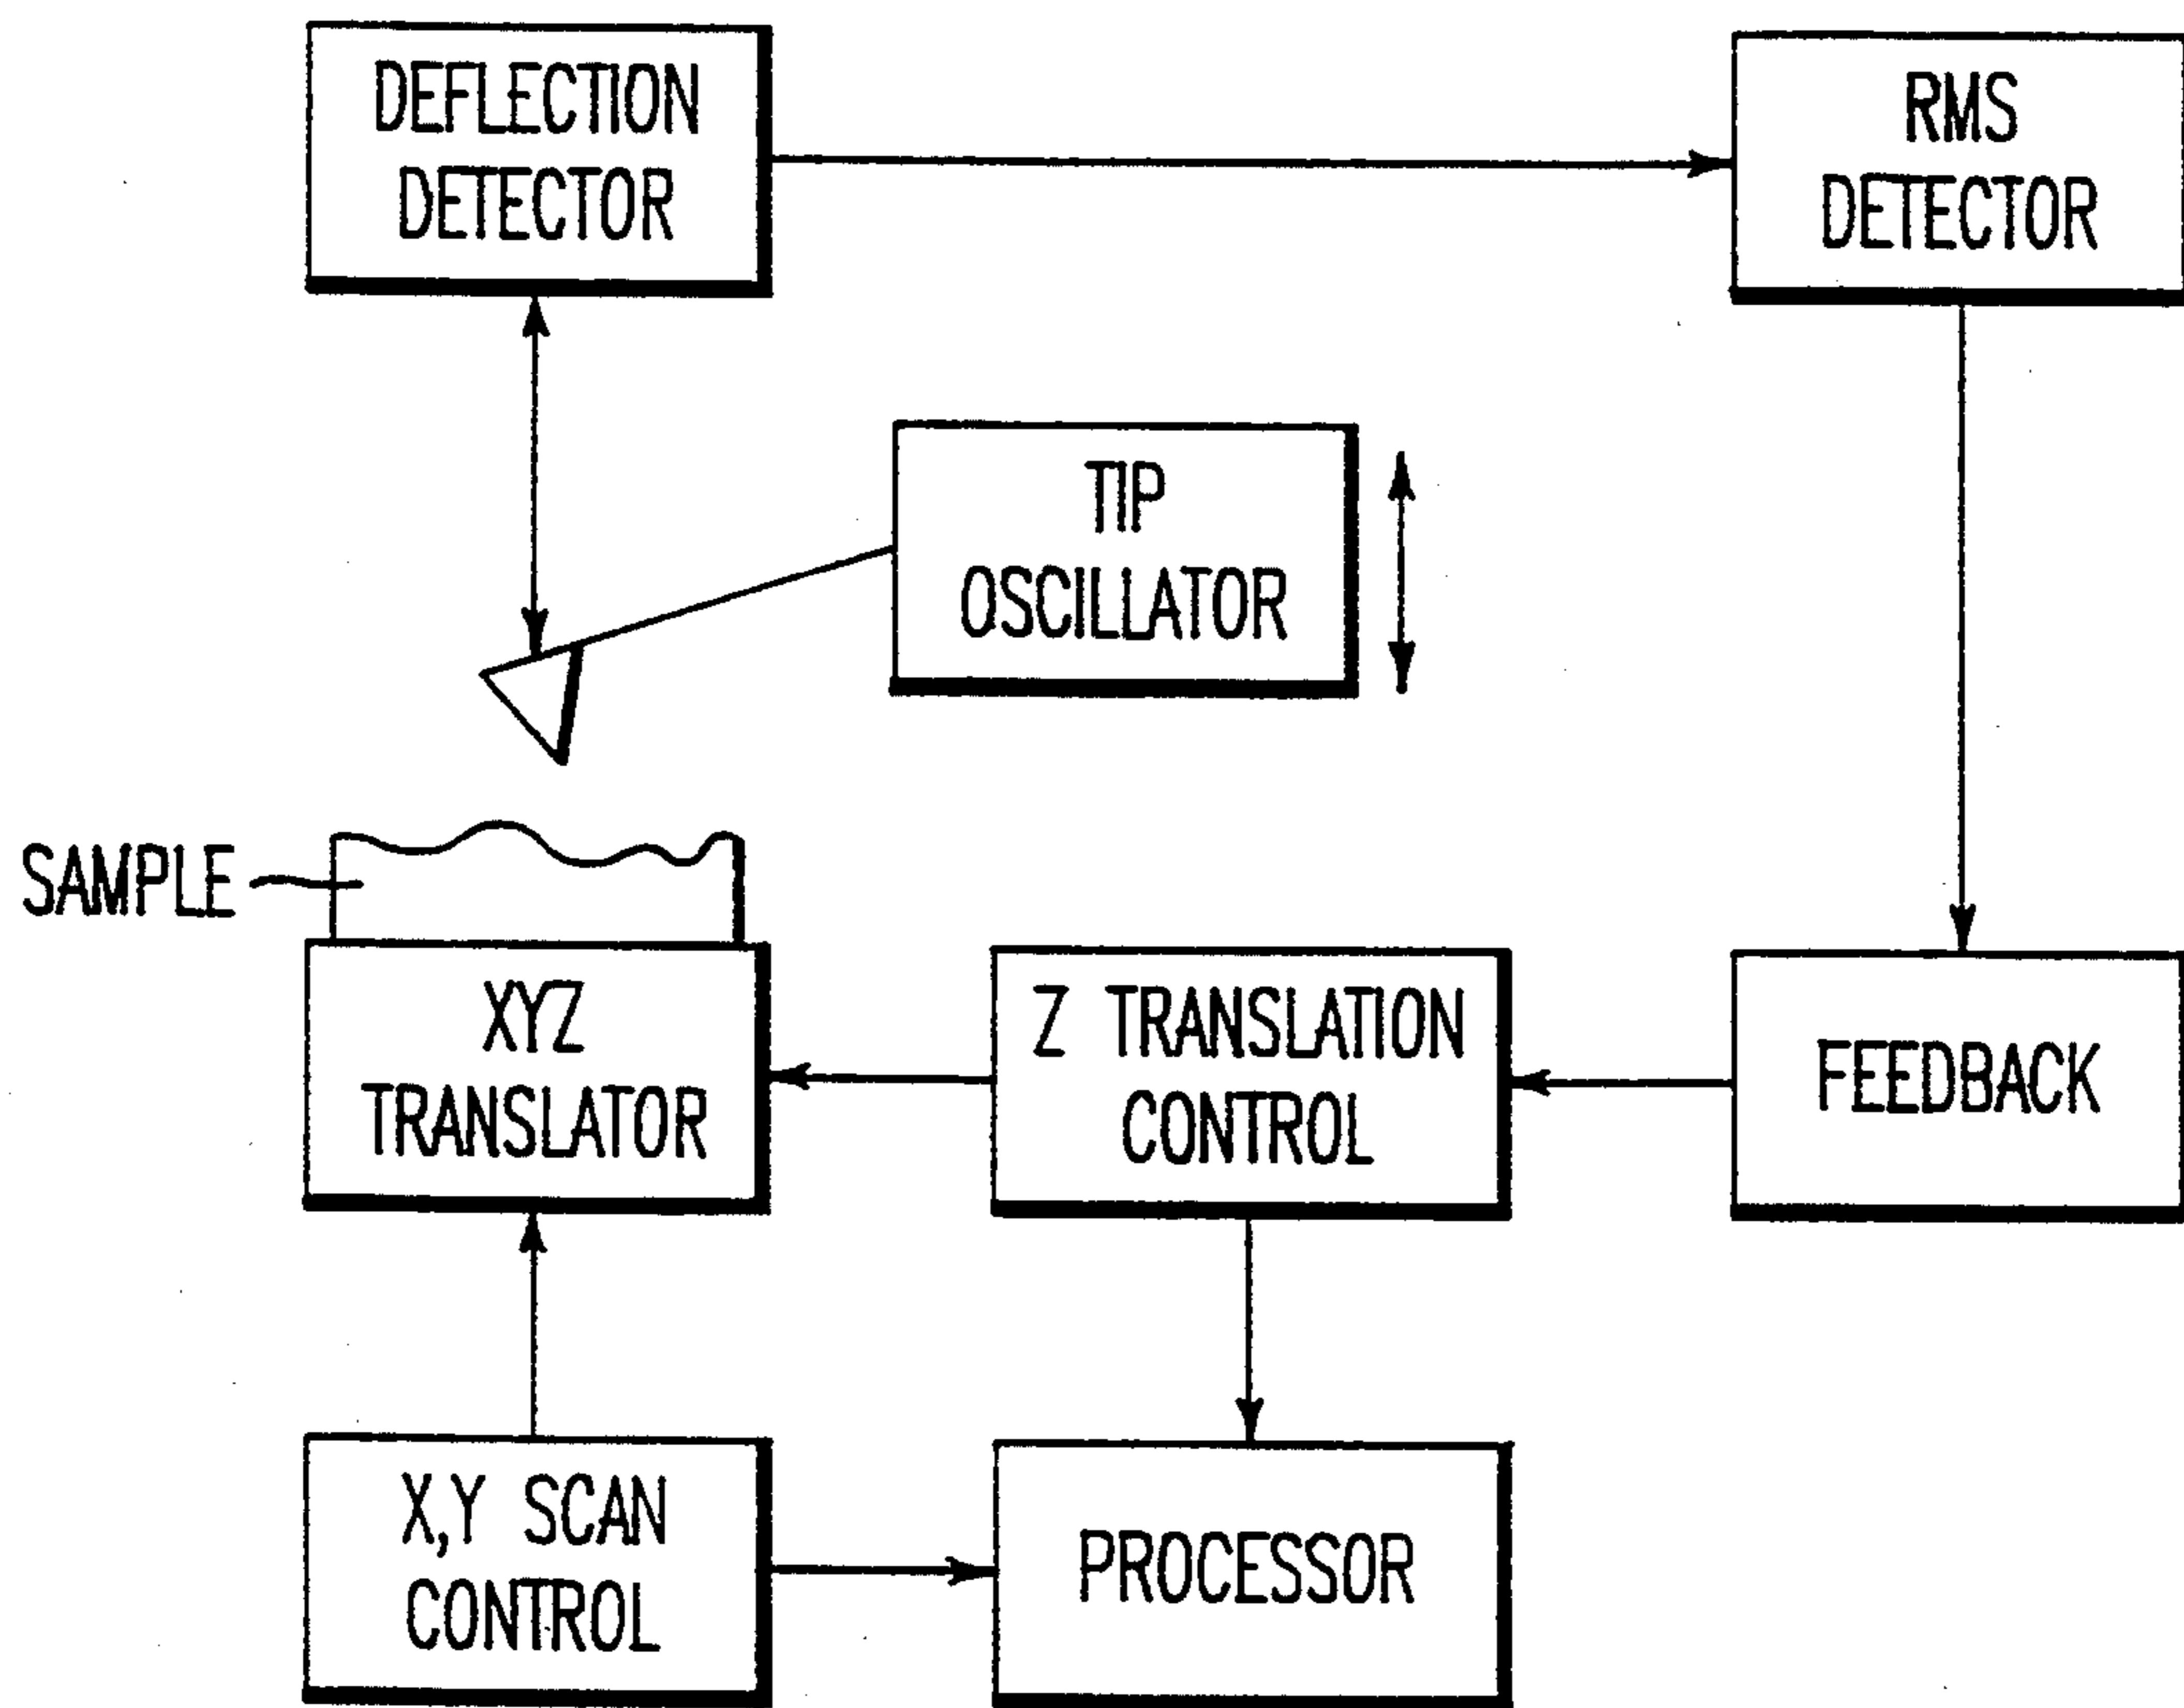 DEFLECTION
DETECTOR
RMS
DETECTOR
TIP
OSCILLATOR
SAMPLE
XYZ
TRANSLATOR
Z TRANSLATION
CONTROL
FEEDBACK
X,Y SCAN
CONTROL
PROCESSOR